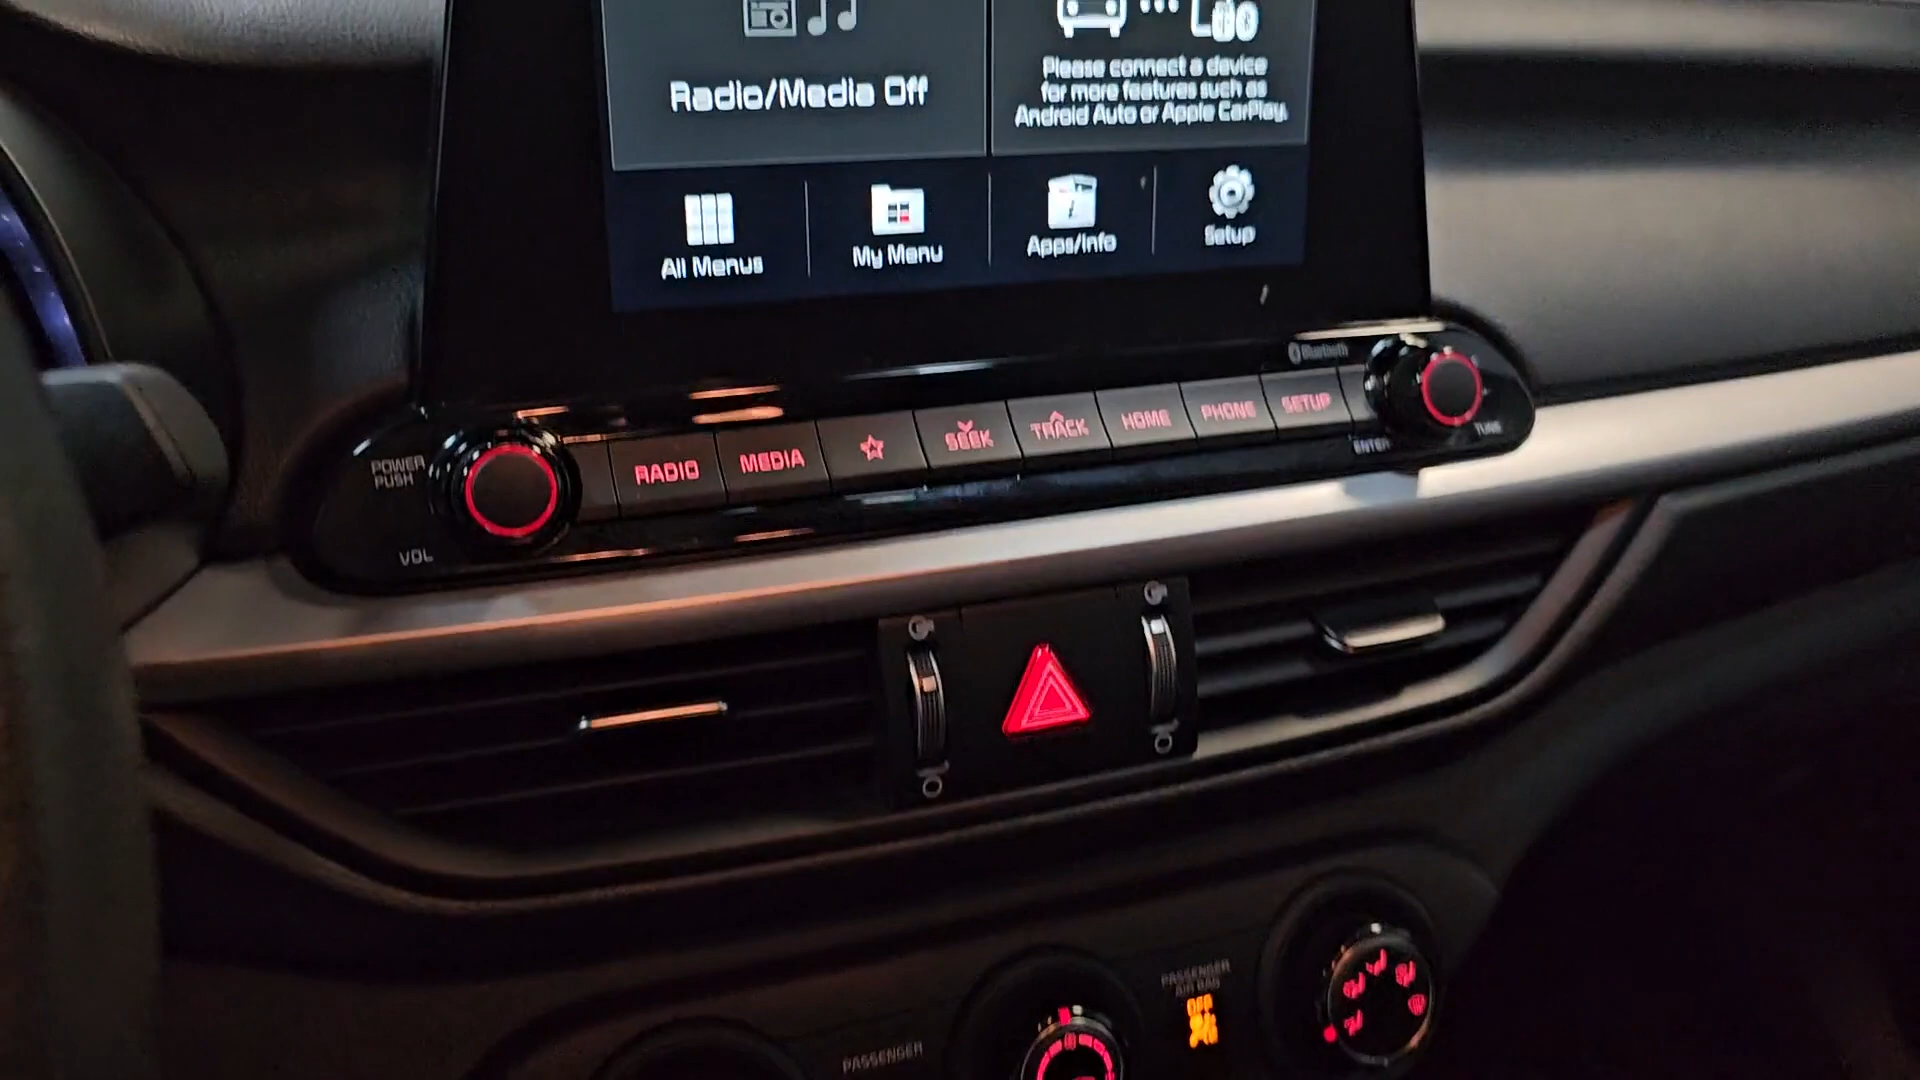 Radio/Media Off
Please connect a device
for more features such as
Android Auto or Apple CarPlay.
All Menus
My Menu
Apps/Info
Setup
Bluetooth
POWER
PUSH
VOL
RADIO
MEDIA
SEEK
TRACK
HOME
PHONE
SETUP
ENTER
TUNE
PASSENGER
AIR BAG
OFF
PASSENGER